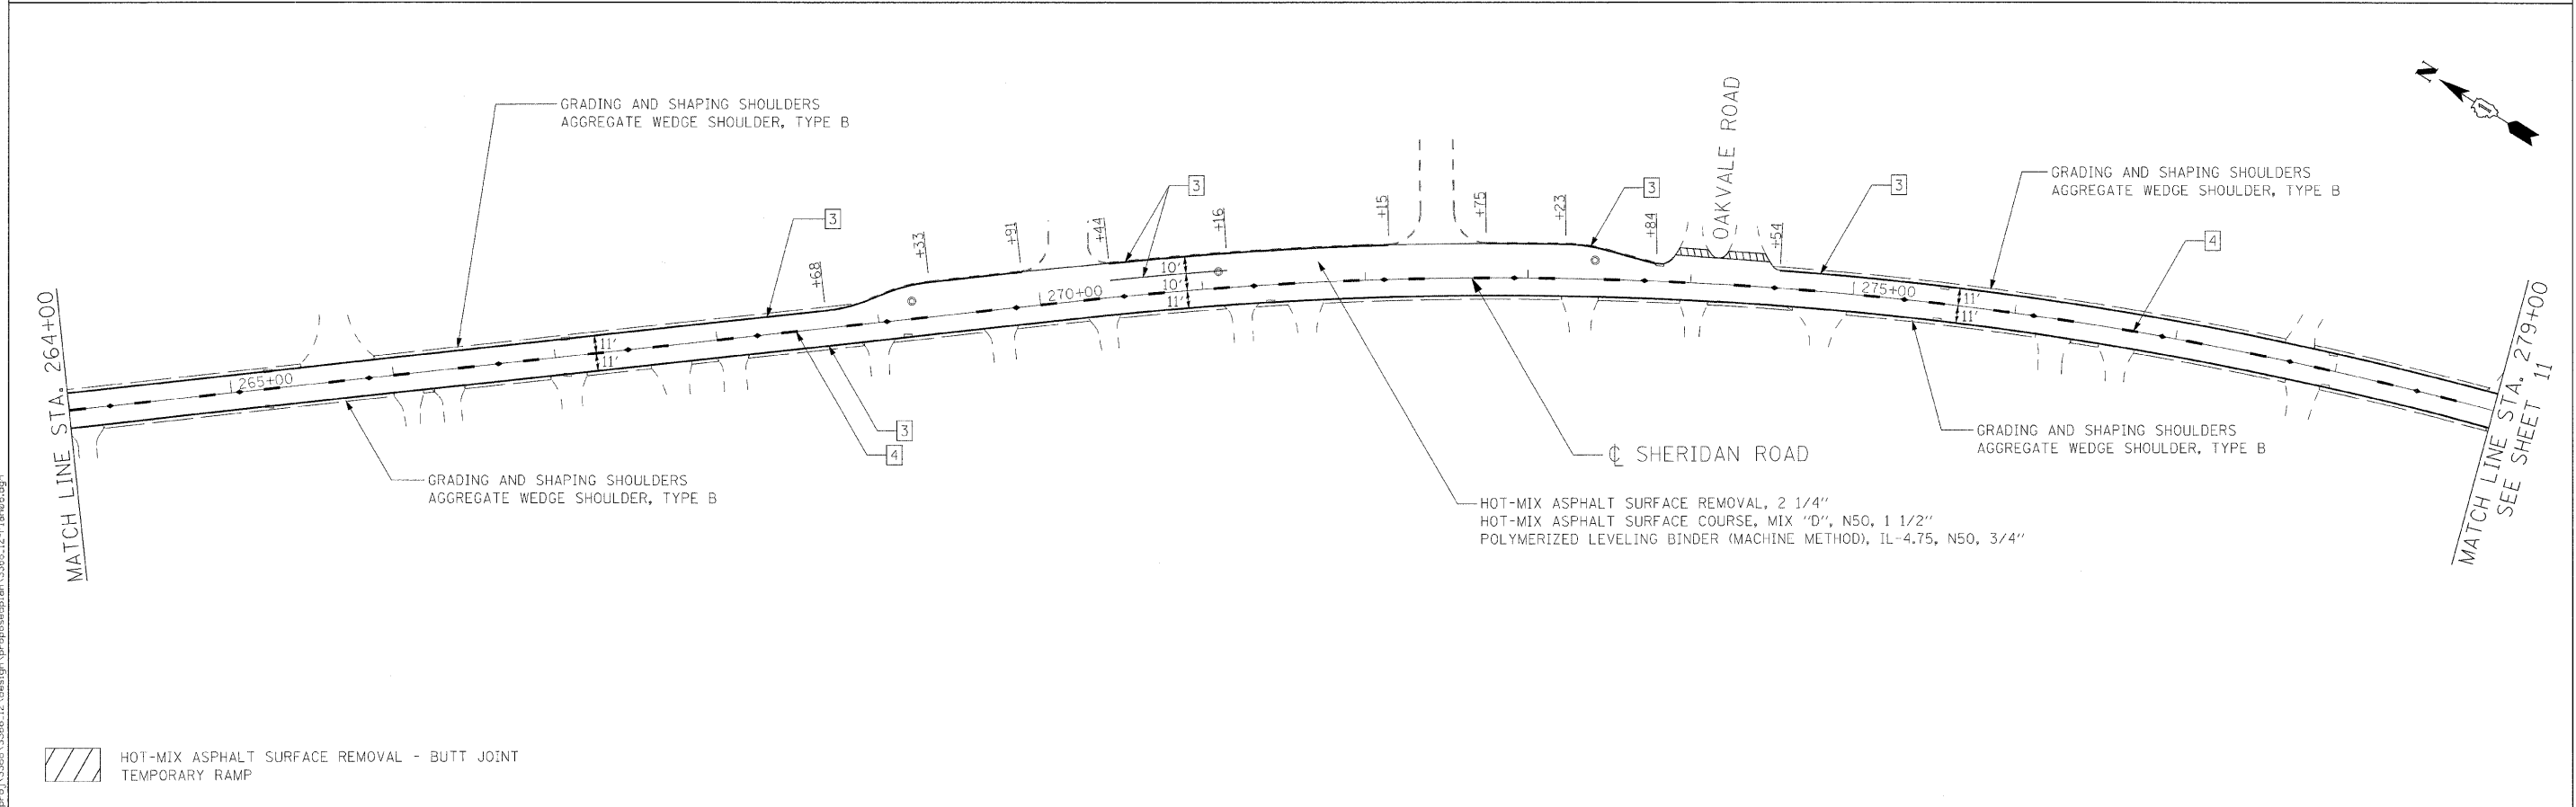 GRADING AND SHAPING SHOULDERS
AGGREGATE WEDGE SHOULDER, TYPE B
N
OAKVALE ROAD
GRADING AND SHAPING SHOULDERS
AGGREGATE WEDGE SHOULDER, TYPE B
3
3
3
3
4
+68
+33
+91
+44
+16
+15
+75
+23
+84
+54
10'
10'
11'
270+00
275+00
11'
11'
11'
11'
265+00
MATCH LINE STA. 264+00
MATCH LINE STA. 279+00
SEE SHEET 11
3
4
GRADING AND SHAPING SHOULDERS
AGGREGATE WEDGE SHOULDER, TYPE B
℄ SHERIDAN ROAD
GRADING AND SHAPING SHOULDERS
AGGREGATE WEDGE SHOULDER, TYPE B
HOT-MIX ASPHALT SURFACE REMOVAL, 2 1/4"
HOT-MIX ASPHALT SURFACE COURSE, MIX "D", N50, 1 1/2"
POLYMERIZED LEVELING BINDER (MACHINE METHOD), IL-4.75, N50, 3/4"
HOT-MIX ASPHALT SURFACE REMOVAL - BUTT JOINT
TEMPORARY RAMP